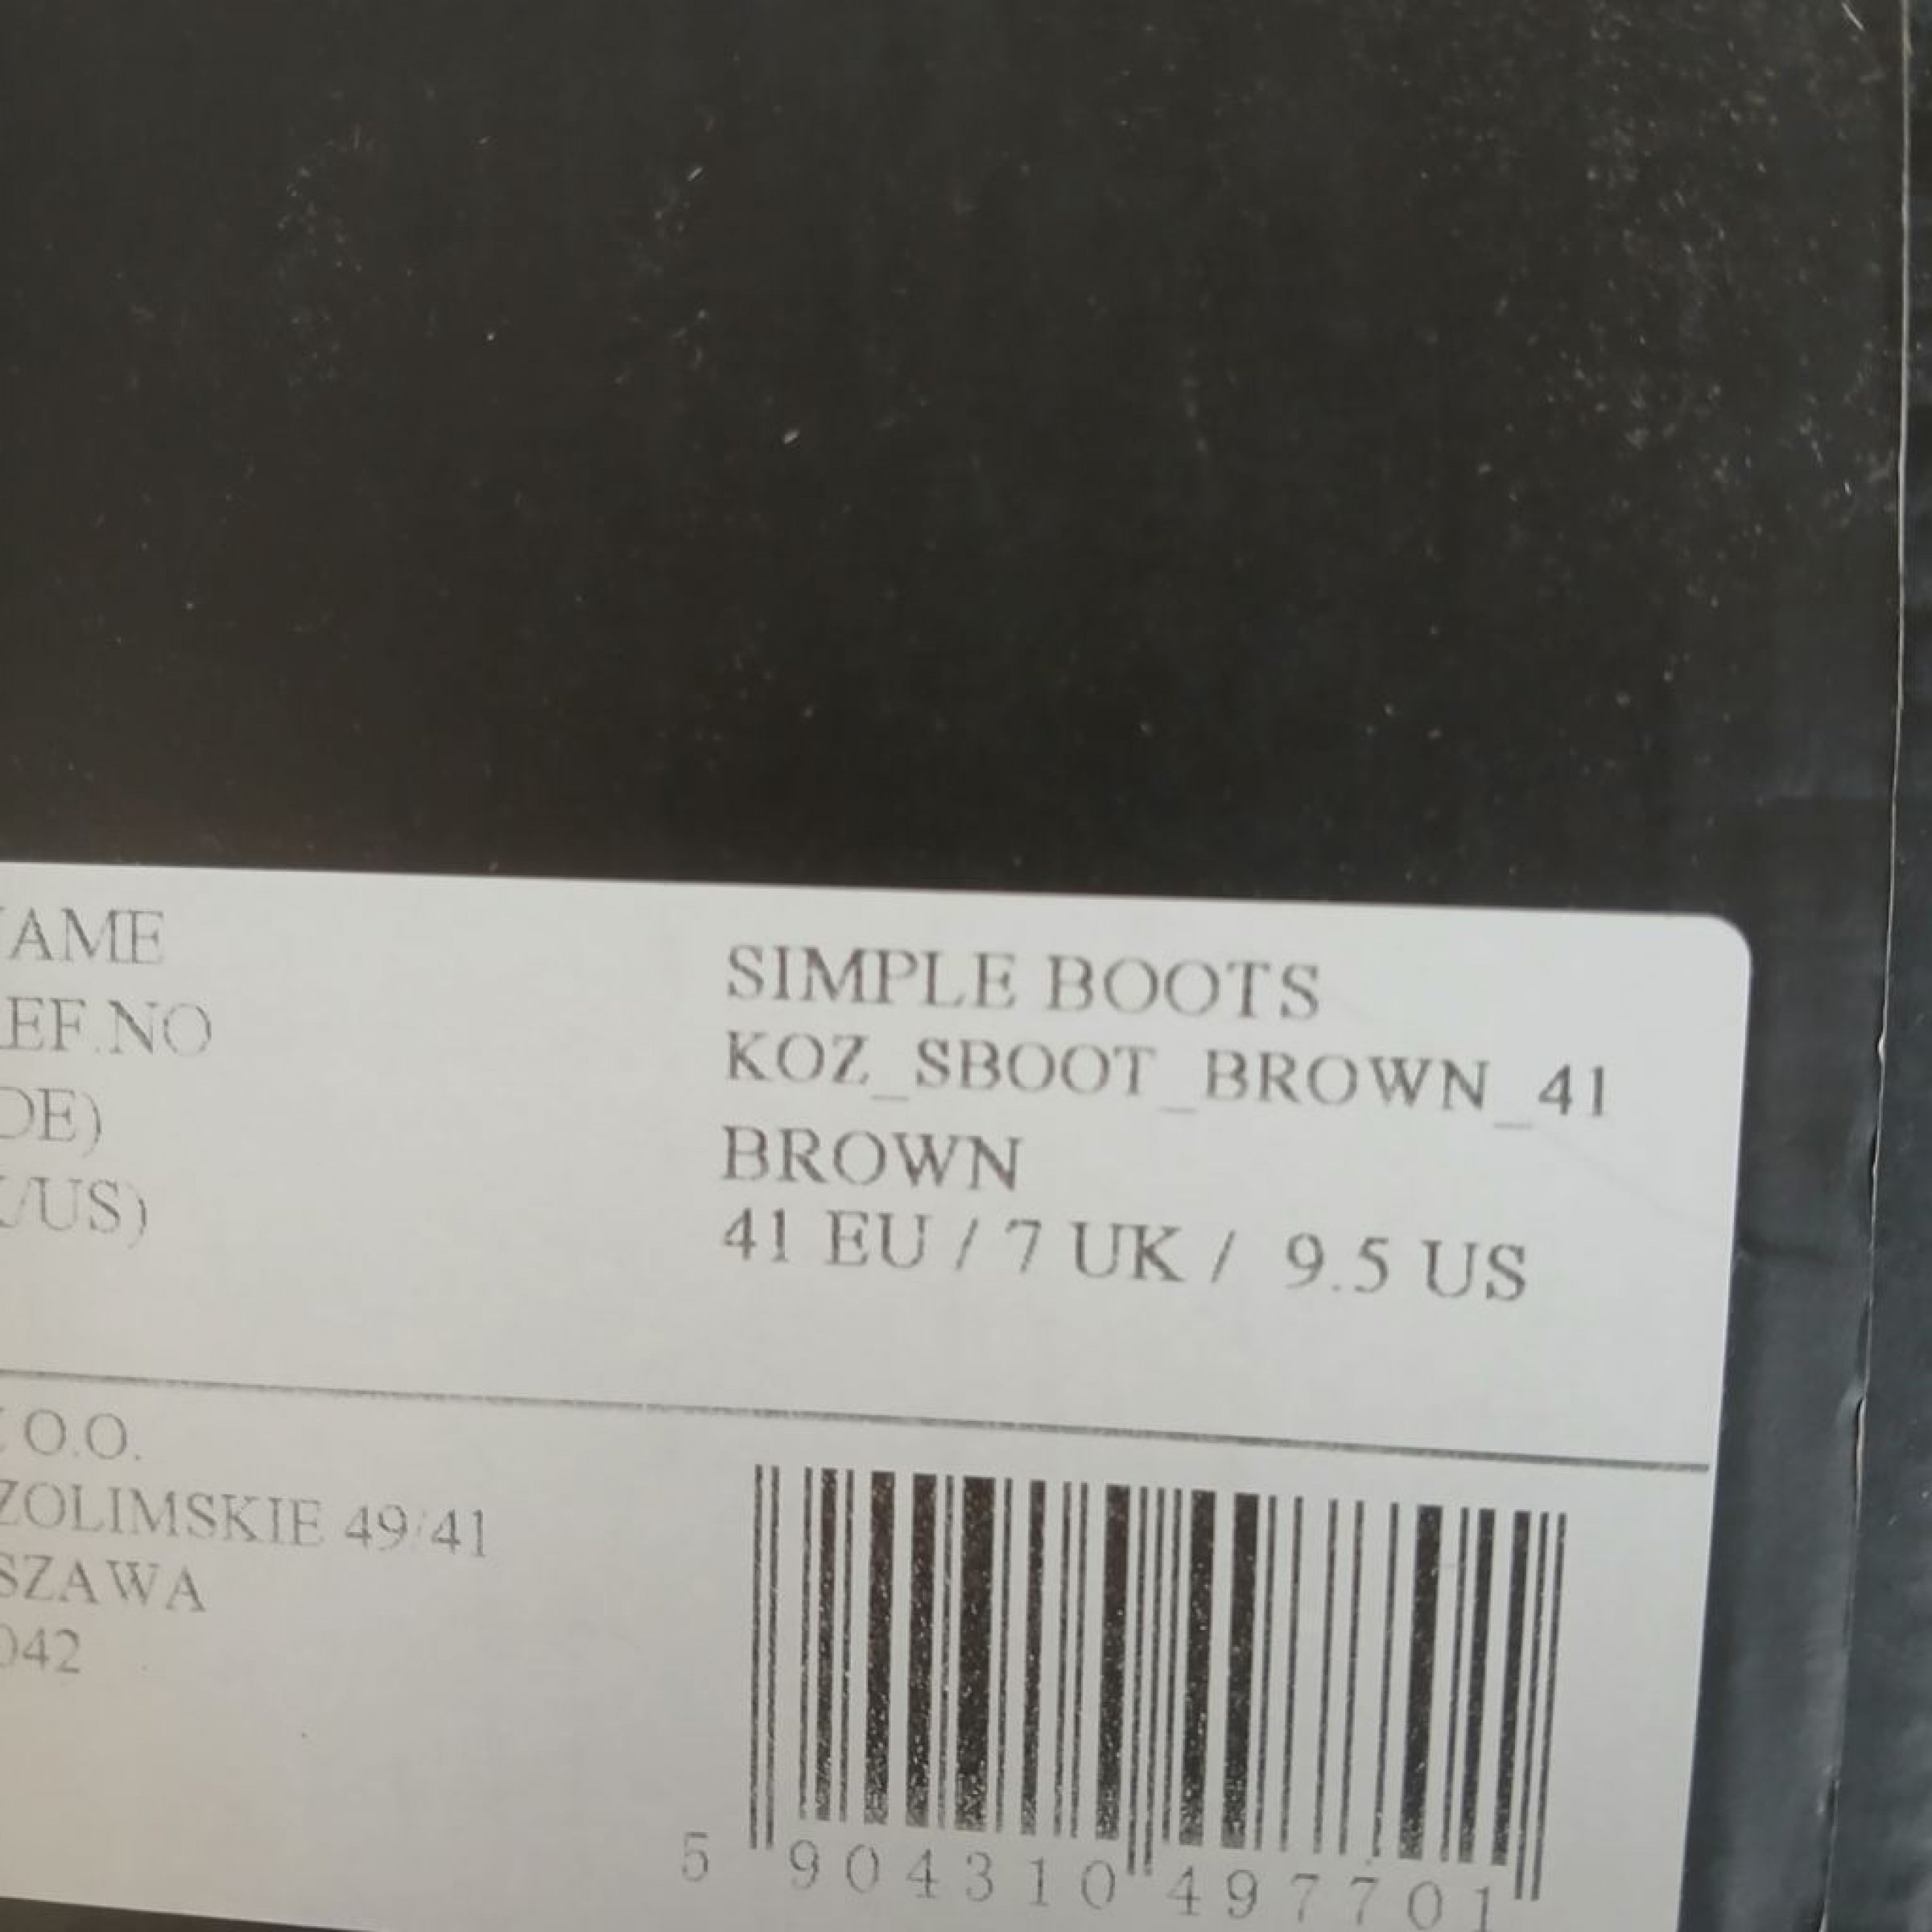 AME
SIMPLE BOOTS
EF.NO
KOZ_SBOOT_BROWN_41
DE)
BROWN
/US)
41 EU / 7 UK / 9.5 US
O.O.
ZOLIMSKIE 49/41
SZAWA
042
5 904310 497701